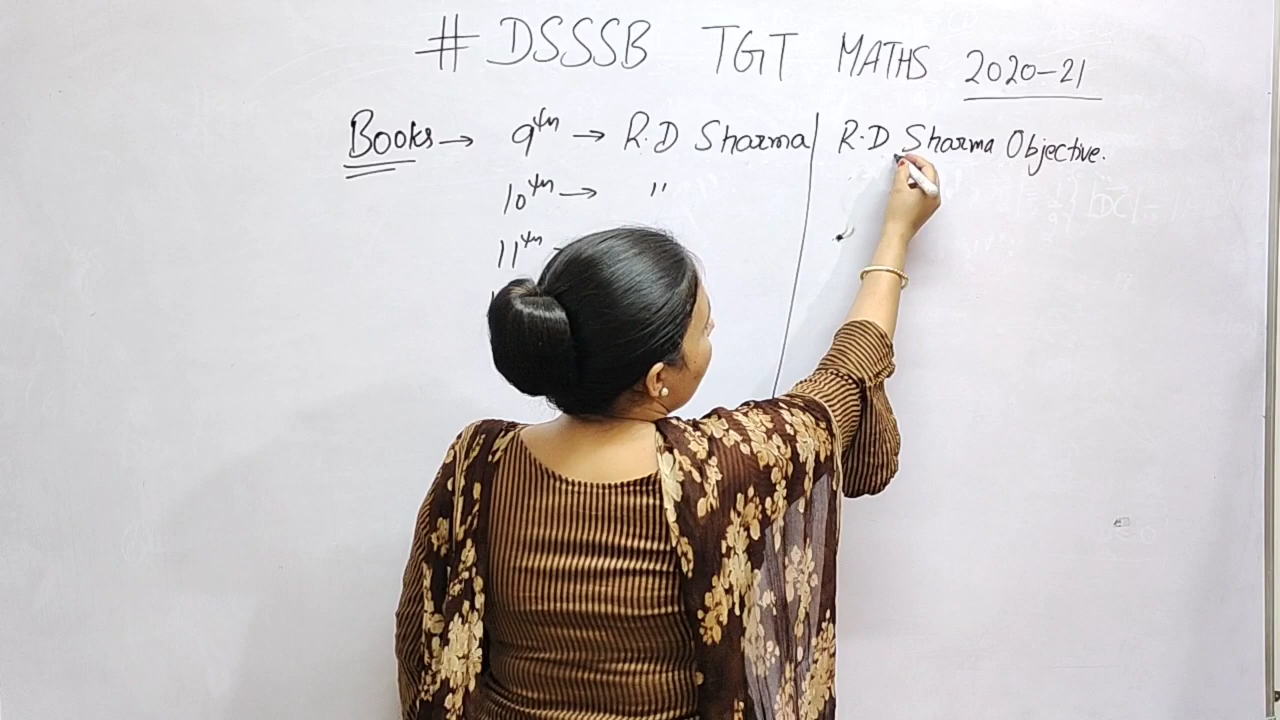 # DSSSB TGT MATHS 2020-21
Books → 9th → R.D Sharma | R.D Sharma Objective.
10th → "
11th